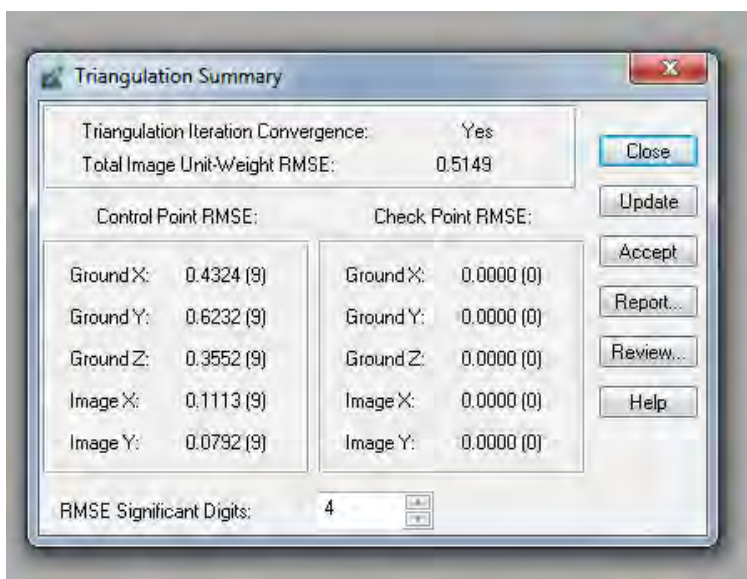 Triangulation Summary
Triangulation Iteration Convergence: Yes
Total Image Unit-Weight RMSE: 0.5149
Close
Update
Accept
Report...
Review...
Help
Control Point RMSE:
Ground X: 0.4324 (9)
Ground Y: 0.6232 (9)
Ground Z: 0.3552 (9)
Image X: 0.1113 (9)
Image Y: 0.0792 (9)
Check Point RMSE:
Ground X: 0.0000 (0)
Ground Y: 0.0000 (0)
Ground Z: 0.0000 (0)
Image X: 0.0000 (0)
Image Y: 0.0000 (0)
RMSE Significant Digits: 4